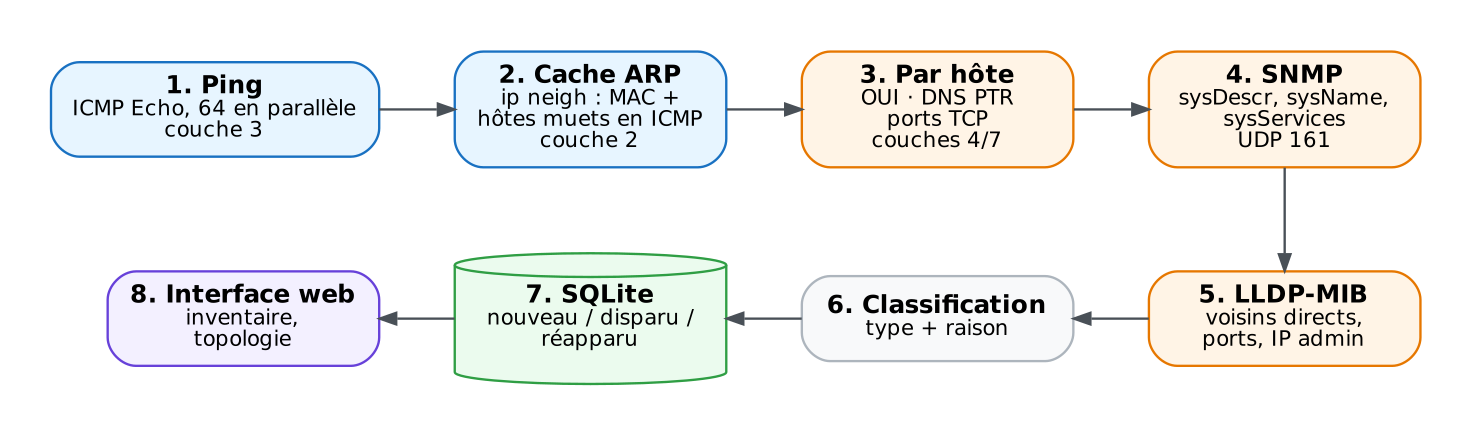 1. Ping
ICMP Echo, 64 en parallèle
couche 3
2. Cache ARP
ip neigh : MAC +
hôtes muets en ICMP
couche 2
3. Par hôte
OUI · DNS PTR
ports TCP
couches 4/7
4. SNMP
sysDescr, sysName,
sysServices
UDP 161
5. LLDP-MIB
voisins directs,
ports, IP admin
6. Classification
type + raison
7. SQLite
nouveau / disparu /
réapparu
8. Interface web
inventaire,
topologie